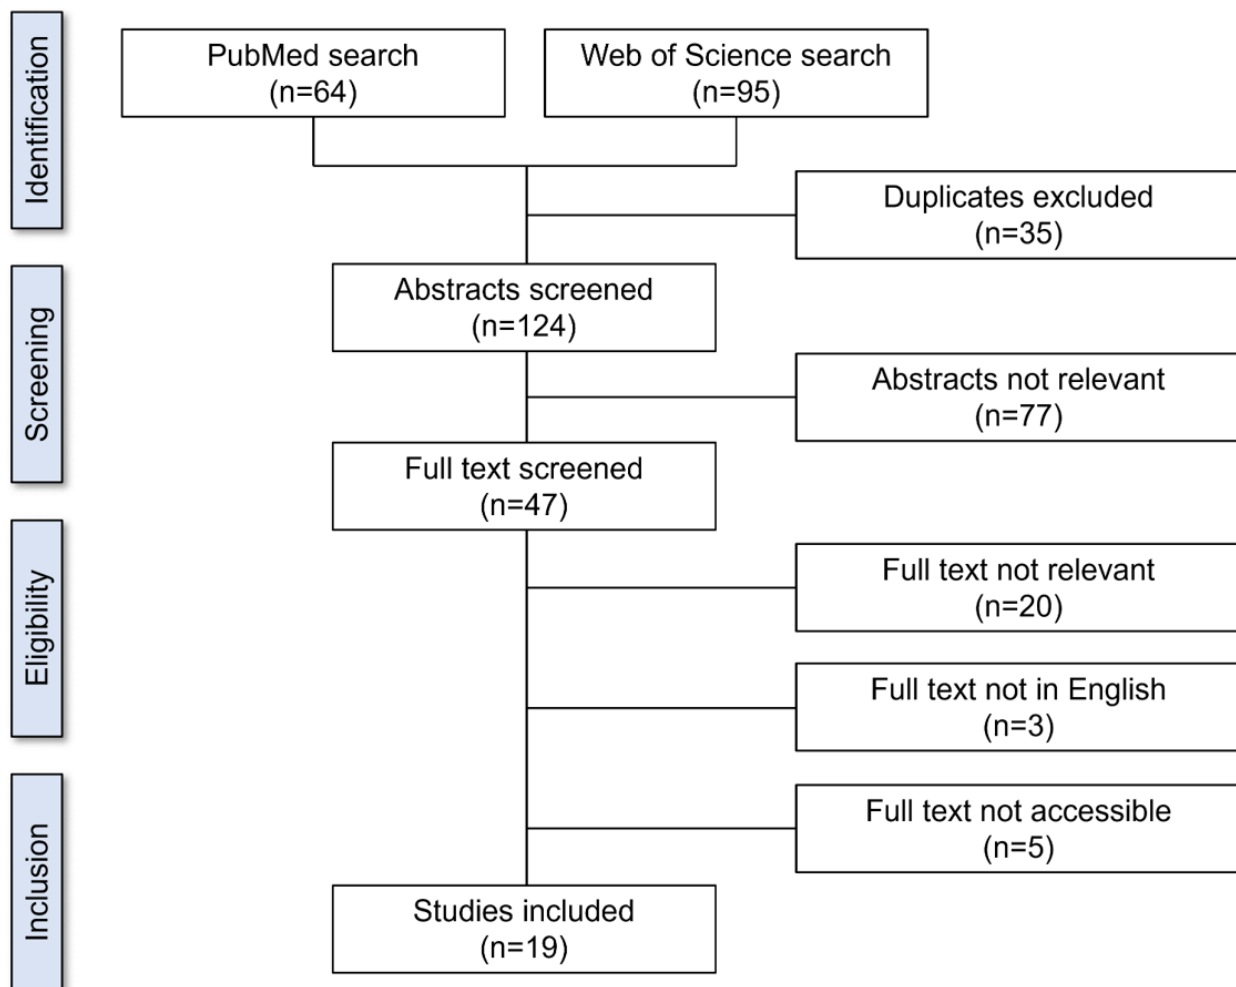 Identification
PubMed search
(n=64)
Web of Science search
(n=95)
Duplicates excluded
(n=35)
Screening
Abstracts screened
(n=124)
Abstracts not relevant
(n=77)
Full text screened
(n=47)
Eligibility
Full text not relevant
(n=20)
Full text not in English
(n=3)
Inclusion
Full text not accessible
(n=5)
Studies included
(n=19)